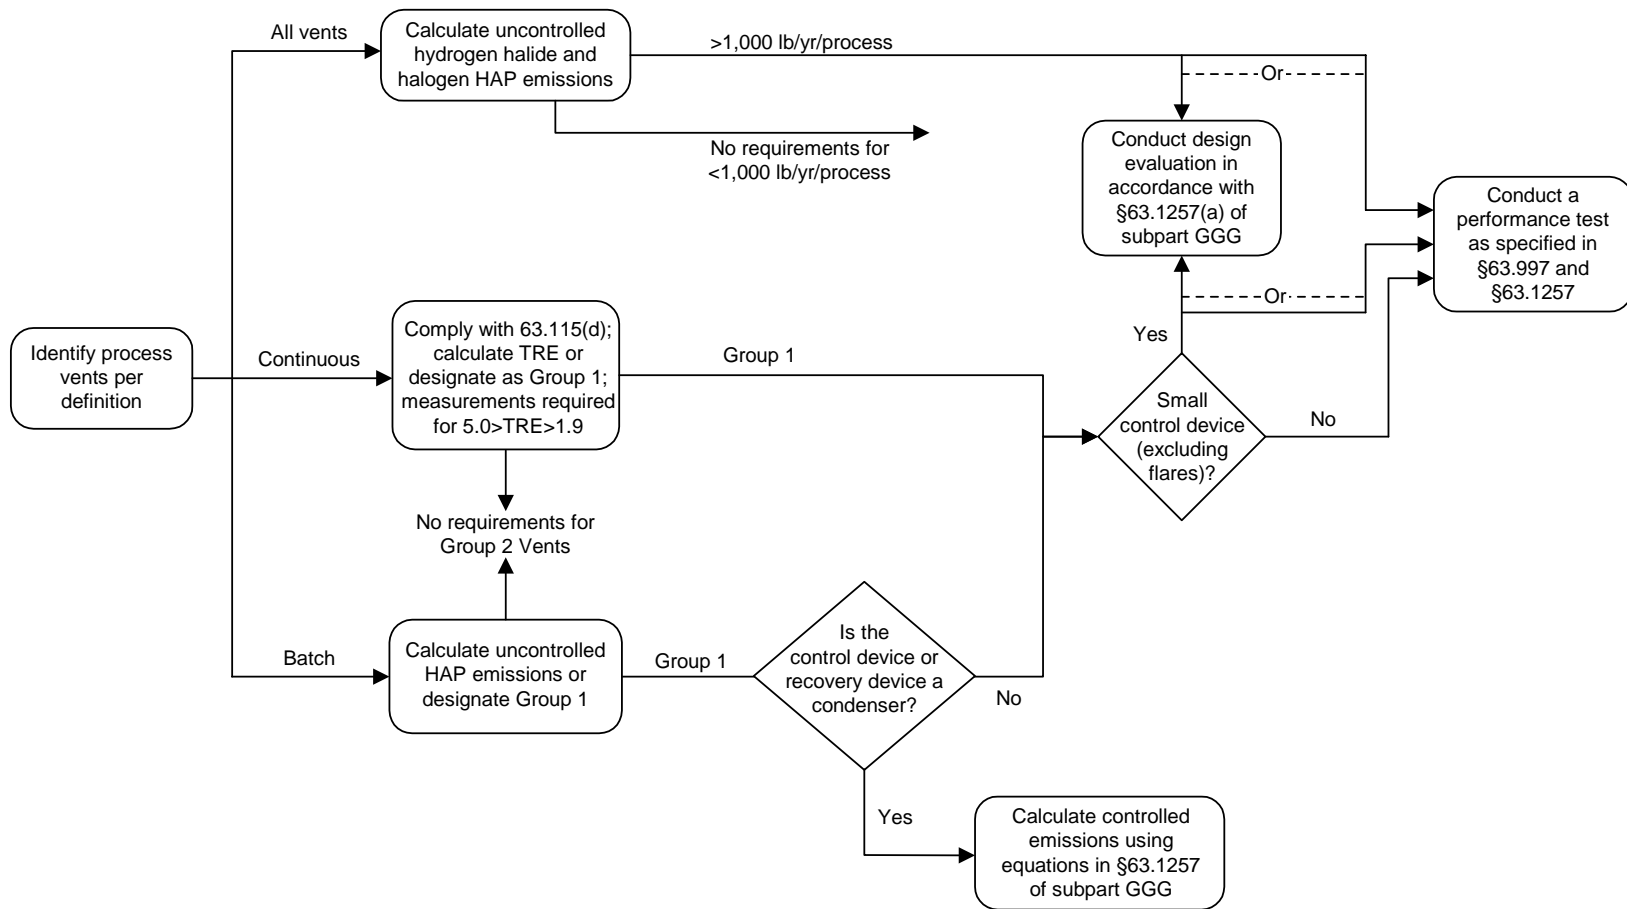 All vents
Calculate uncontrolled
hydrogen halide and
halogen HAP emissions
>1,000 lb/yr/process
Or
No requirements for
<1,000 lb/yr/process
Conduct design
evaluation in
accordance with
§63.1257(a) of
subpart GGG
Conduct a
performance test
as specified in
§63.997 and
§63.1257
Or
Yes
Identify process
vents per
definition
Continuous
Comply with 63.115(d);
calculate TRE or
designate as Group 1;
measurements required
for 5.0>TRE>1.9
Group 1
Small
control device
(excluding
flares)?
No
No requirements for
Group 2 Vents
Batch
Calculate uncontrolled
HAP emissions or
designate Group 1
Group 1
Is the
control device or
recovery device a
condenser?
No
Yes
Calculate controlled
emissions using
equations in §63.1257
of subpart GGG